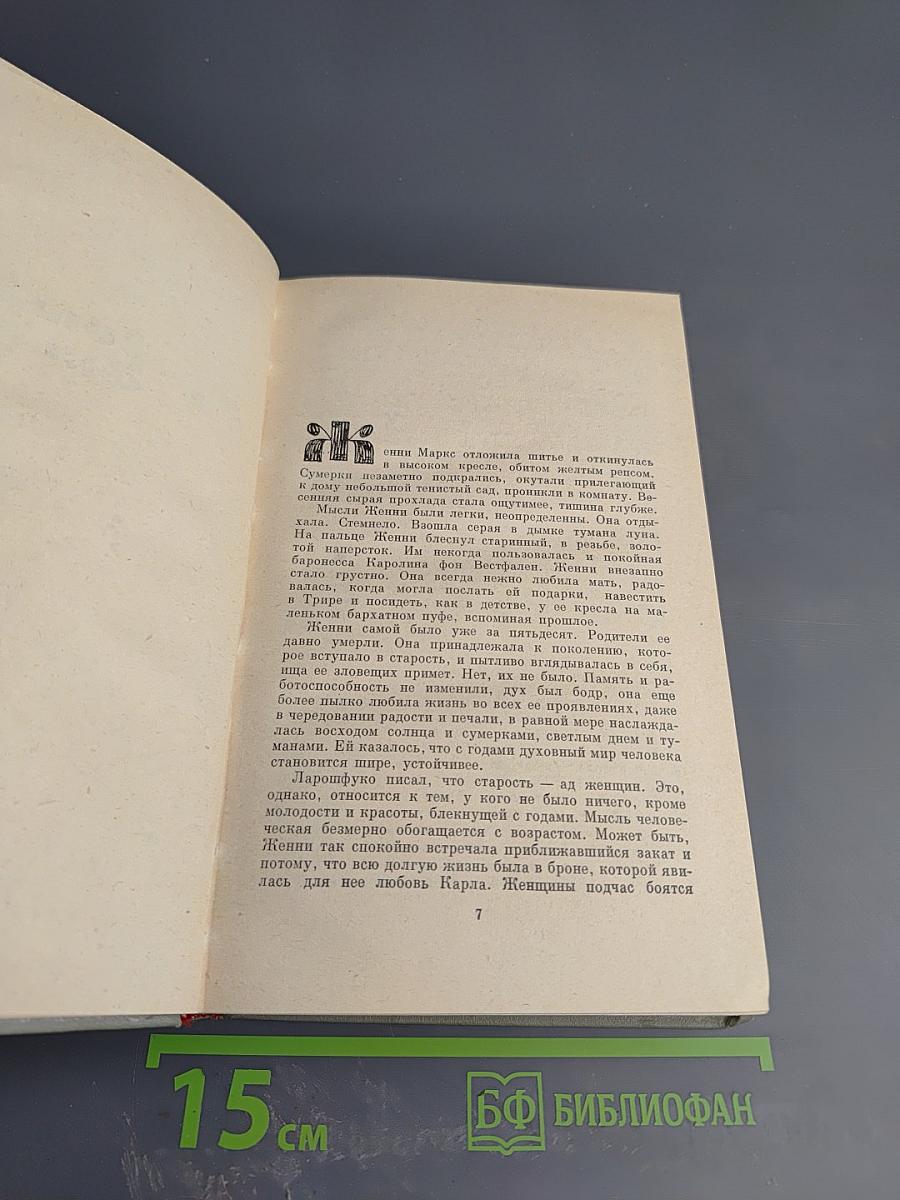 Женни Маркс отложила шитье и откинулась
в высоком кресле, обитом желтым репсом.
Сумерки незаметно подкрались, окутали прилегающий
к дому небольшой тенистый сад, проникли в комнату. Ве-
сенняя сырая прохлада стала ощутимее, тишина глубже.
Мысли Женни были легки, неопределенны. Она отды-
хала. Стемнело. Взошла серая в дымке тумана луна.
На пальце Женни блеснул старинный, в резьбе, золо-
той наперсток. Им некогда пользовалась и покойная
баронесса Каролина фон Вестфален. Женни внезапно
стало грустно. Она всегда нежно любила мать, радо-
валась, когда могла послать ей подарки, навестить
в Трире и посидеть, как в детстве, у ее кресла на ма-
леньком бархатном пуфе, вспоминая прошлое.
Женни самой было уже за пятьдесят. Родители ее
давно умерли. Она принадлежала к поколению, кото-
рое вступало в старость, и пытливо вглядывалась в себя,
ища ее зловещих примет. Нет, их не было. Память и ра-
ботоспособность не изменили, дух был бодр, она еще
более пылко любила жизнь во всех ее проявлениях, даже
в чередовании радости и печали, в равной мере наслажда-
лась восходом солнца и сумерками, светлым днем и ту-
манами. Ей казалось, что с годами духовный мир человека
становится шире, устойчивее.
Ларошфуко писал, что старость — ад женщин. Это,
однако, относится к тем, у кого не было ничего, кроме
молодости и красоты, блекнущей с годами. Мысль челове-
ческая безмерно обогащается с возрастом. Может быть,
Женни так спокойно встречала приближавшийся закат и
потому, что всю долгую жизнь была в броне, которой яви-
лась для нее любовь Карла. Женщины подчас боятся
7
15 см
БФ БИБЛИОФАН